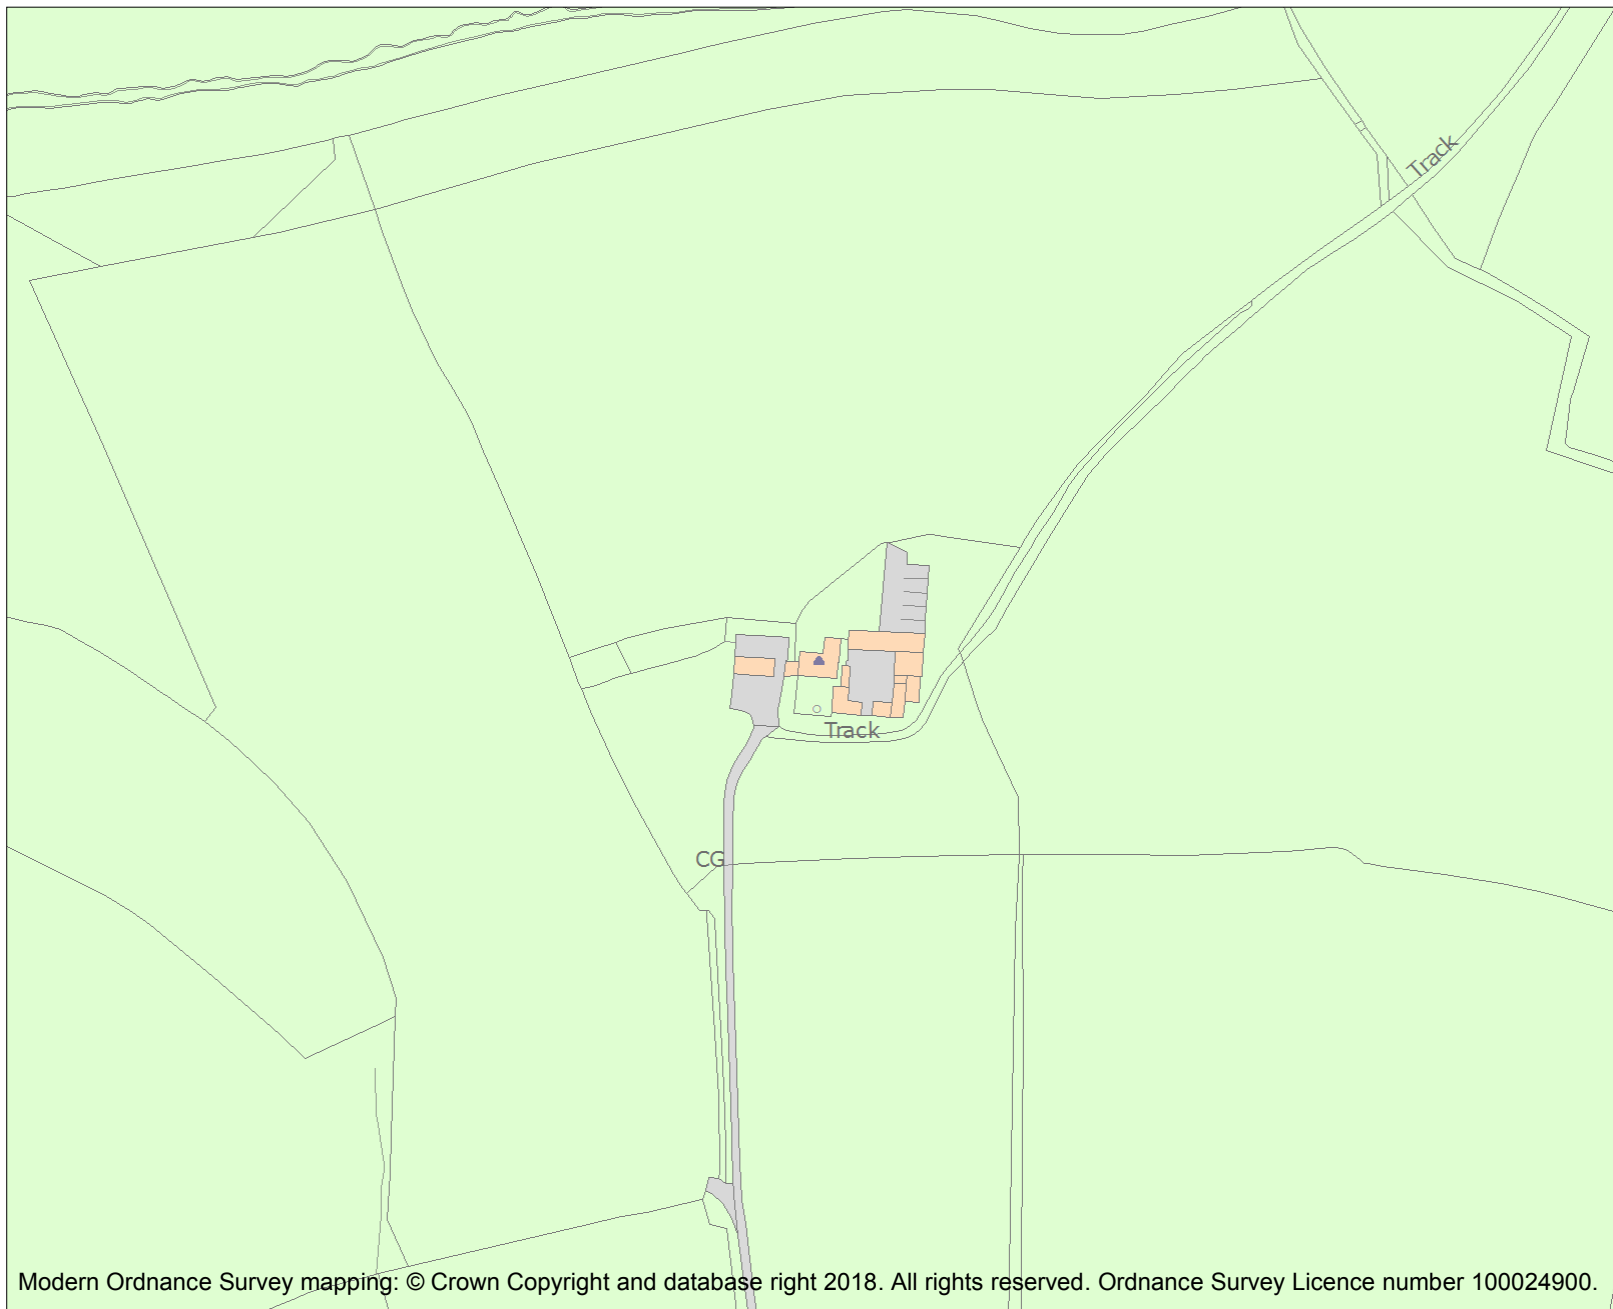 Track
Track
CG
Modern Ordnance Survey mapping: © Crown Copyright and database right 2018. All rights reserved. Ordnance Survey Licence number 100024900.